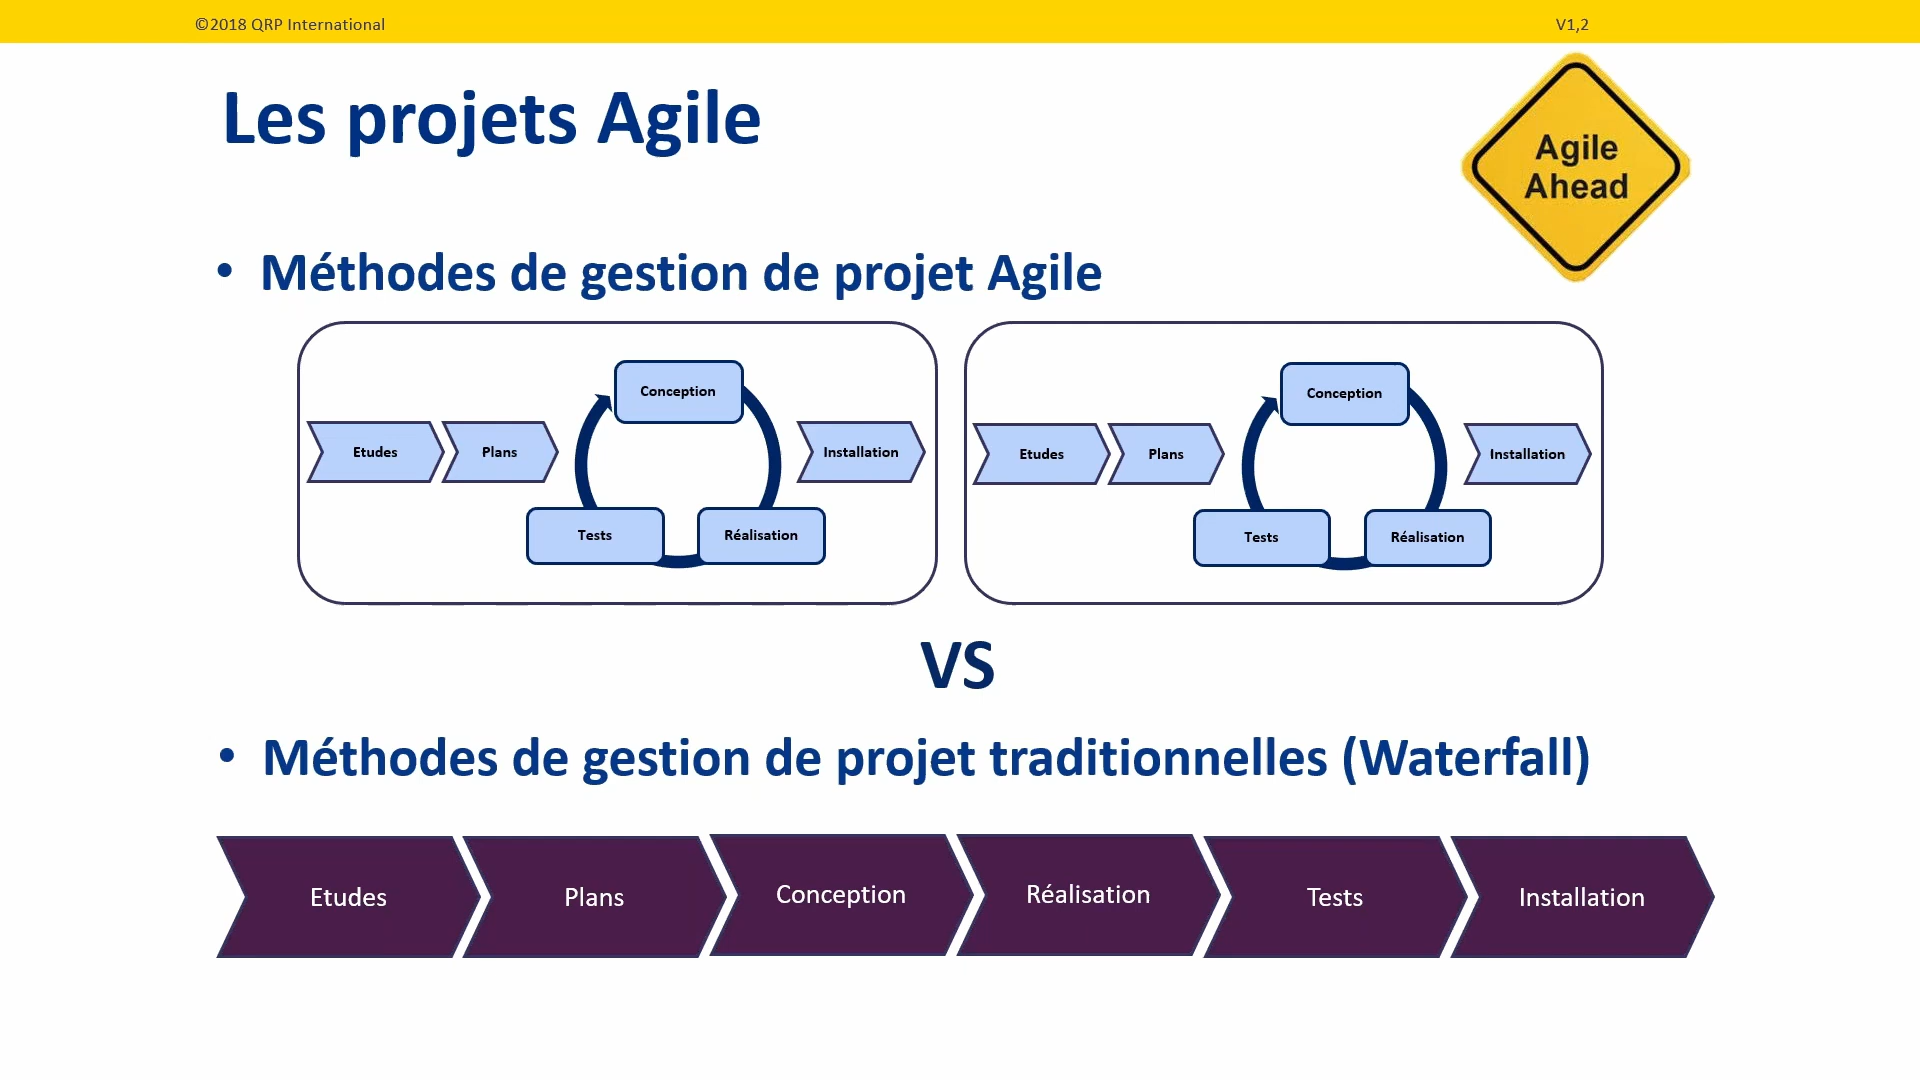 ©2018 QRP International
V1,2
Les projets Agile
Agile
Ahead
• Méthodes de gestion de projet Agile
Conception
Etudes
Plans
Installation
Tests
Réalisation
Conception
Etudes
Plans
Installation
Tests
Réalisation
VS
• Méthodes de gestion de projet traditionnelles (Waterfall)
Etudes
Plans
Conception
Réalisation
Tests
Installation